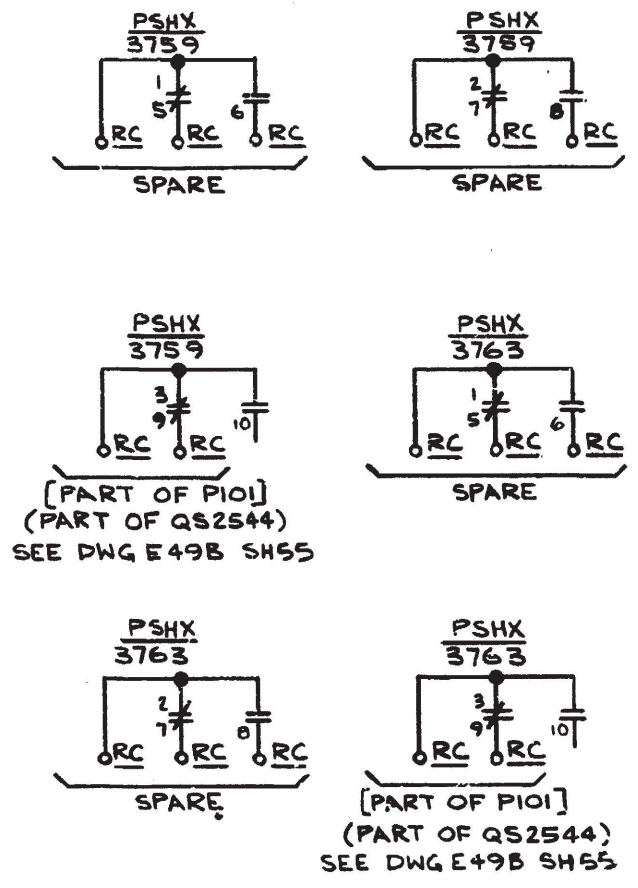 PSHX
3759
1
5
6
RC RC RC
SPARE
PSHX
3759
2
7
8
RC RC RC
SPARE
PSHX
3759
3
9
10
RC RC
[PART OF P101]
(PART OF QS2544)
SEE DWG E49B SH55
PSHX
3763
1
5
6
RC RC RC
SPARE
PSHX
3763
2
7
8
RC RC RC
SPARE
PSHX
3763
3
9
10
RC RC
[PART OF P101]
(PART OF QS2544)
SEE DWG E49B SH55